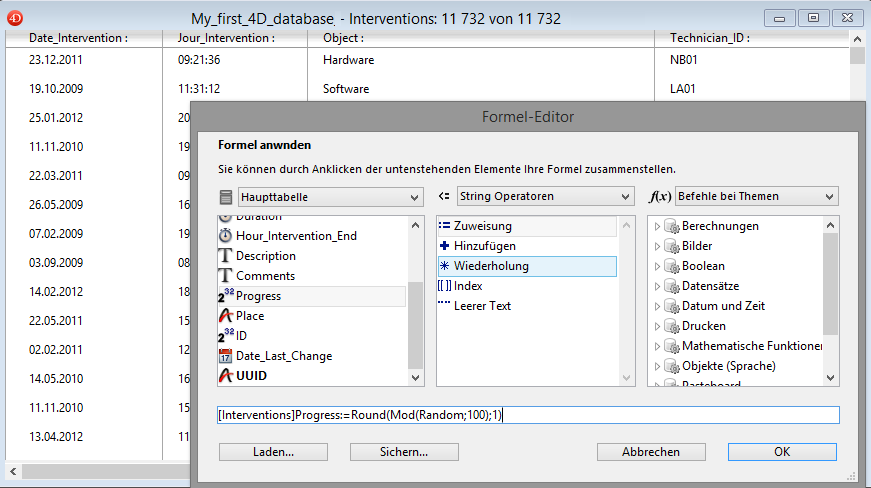 My_first_4D_database, - Interventions: 11 732 von 11 732
Date_Intervention : Jour_Intervention : Object : Technician_ID :
23.12.2011 09:21:36 Hardware NB01
19.10.2009 11:31:12 Software LA01
25.01.2012 20
11.11.2010 19
22.03.2011 09
26.05.2009 16
07.02.2009 13
03.09.2009 08
14.02.2012 18
22.05.2011 15
02.02.2011 12
14.05.2010 16
11.11.2010 15
13.04.2012 11
Formel-Editor
Formel anwnden
Sie können durch Anklicken der untenstehenden Elemente Ihre Formel zusammenstellen.
Haupttabelle
<= String Operatoren
f(x) Befehle bei Themen
Duration
Hour_Intervention_End
Description
Comments
Progress
Place
ID
Date_Last_Change
UUID
Zuweisung
Hinzufügen
Wiederholung
Index
Leerer Text
Berechnungen
Bilder
Boolean
Datensätze
Datum und Zeit
Drucken
Mathematische Funktionen
Objekte (Sprache)
Pasteboard
[Interventions]Progress:=Round(Mod(Random;100);1)
Laden... Sichern... Abbrechen OK